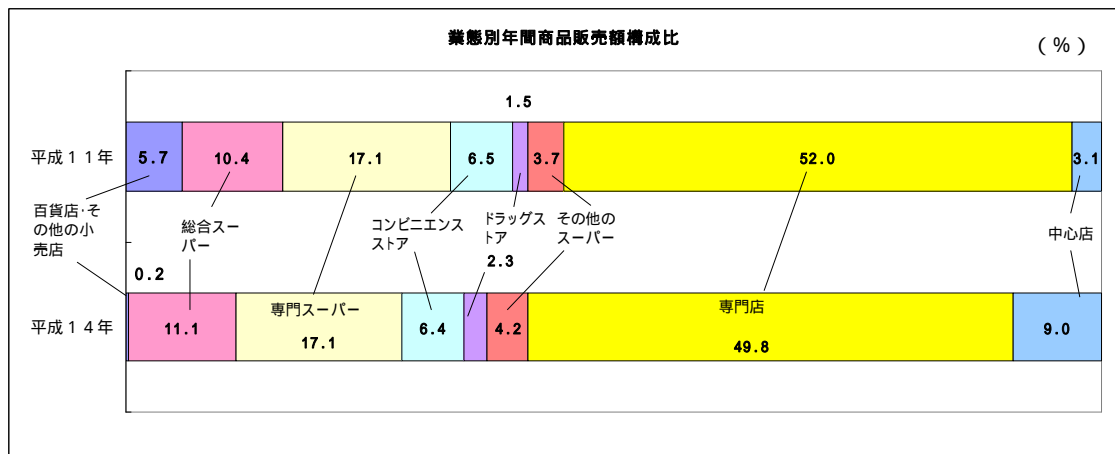 業態別年間商品販売額構成比
(%)
1.5
平成11年
5.7
10.4
17.1
6.5
3.7
52.0
3.1
百貨店・そ
の他の小
売店
総合スー
パー
コンビニエンス
ストア
ドラッグス
トア
その他の
スーパー
中心店
0.2
2.3
平成14年
11.1
専門スーパー
17.1
6.4
4.2
専門店
49.8
9.0